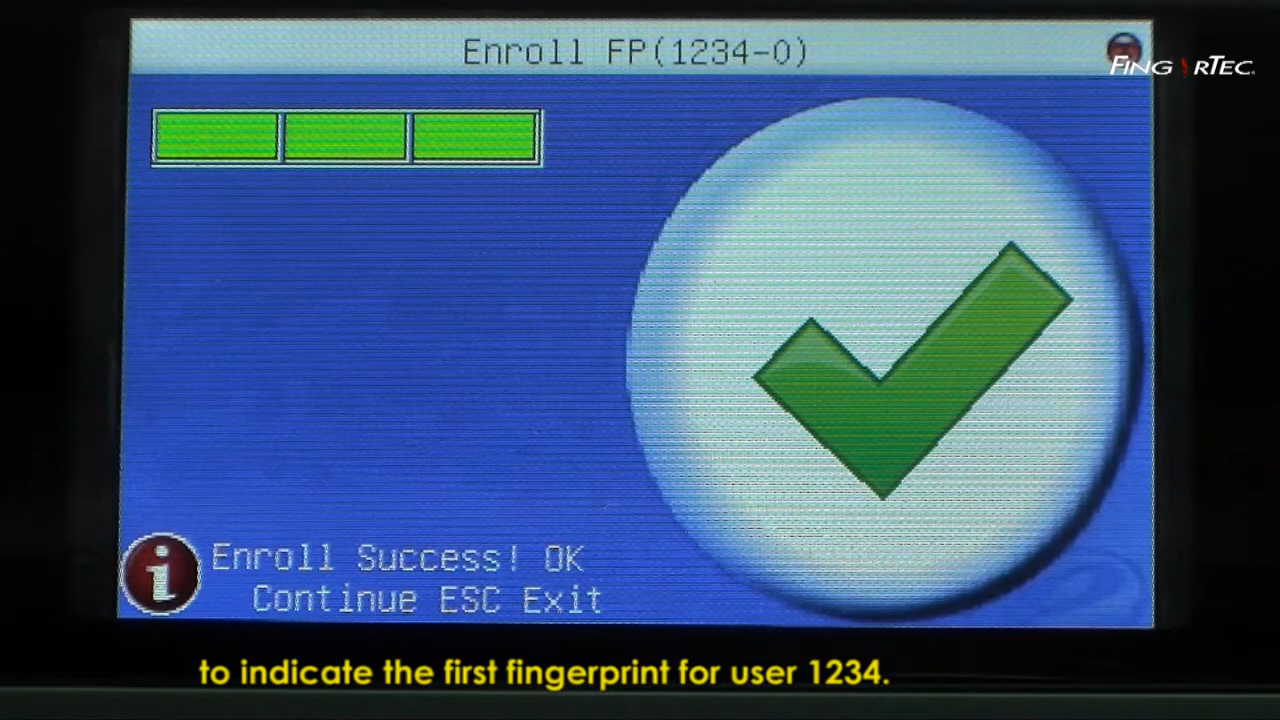 Enroll FP(1234-0)
FINGERTEC
Enroll Success! OK
Continue ESC Exit
to indicate the first fingerprint for user 1234.